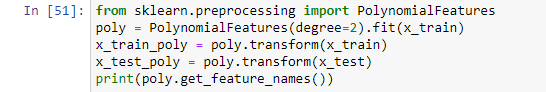 In [51]: from sklearn.preprocessing import PolynomialFeatures
poly = PolynomialFeatures(degree=2).fit(x_train)
x_train_poly = poly.transform(x_train)
x_test_poly = poly.transform(x_test)
print(poly.get_feature_names())